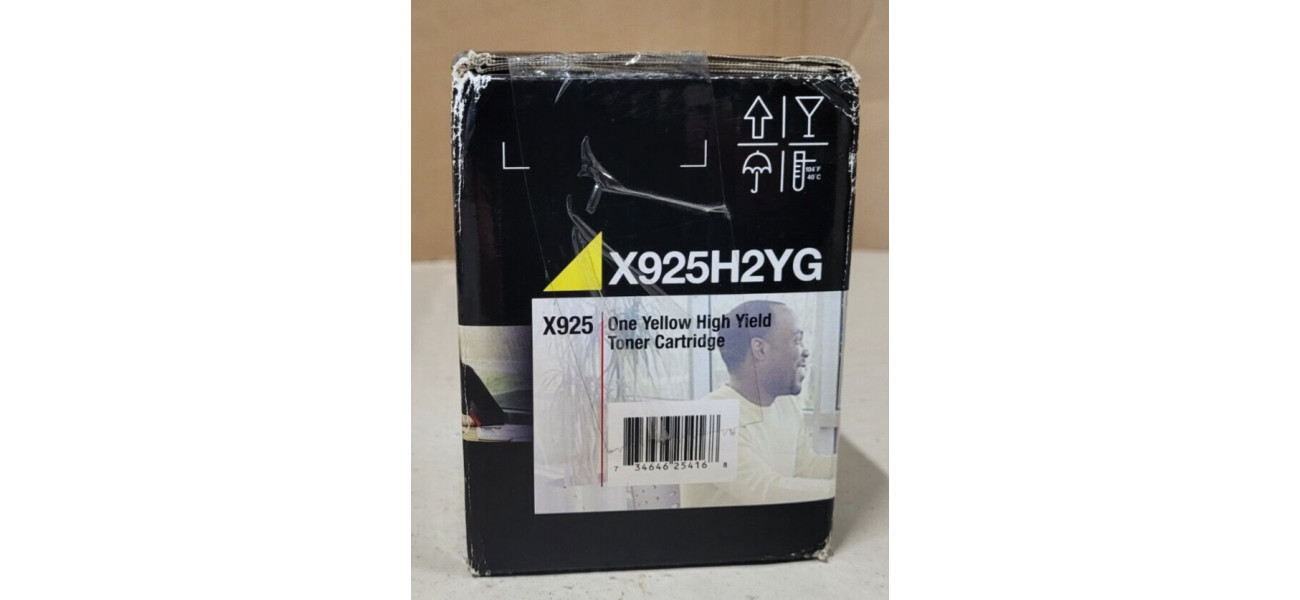 104°F
40°C
X925H2YG
X925
One Yellow High Yield
Toner Cartridge
7 34646 25416 8